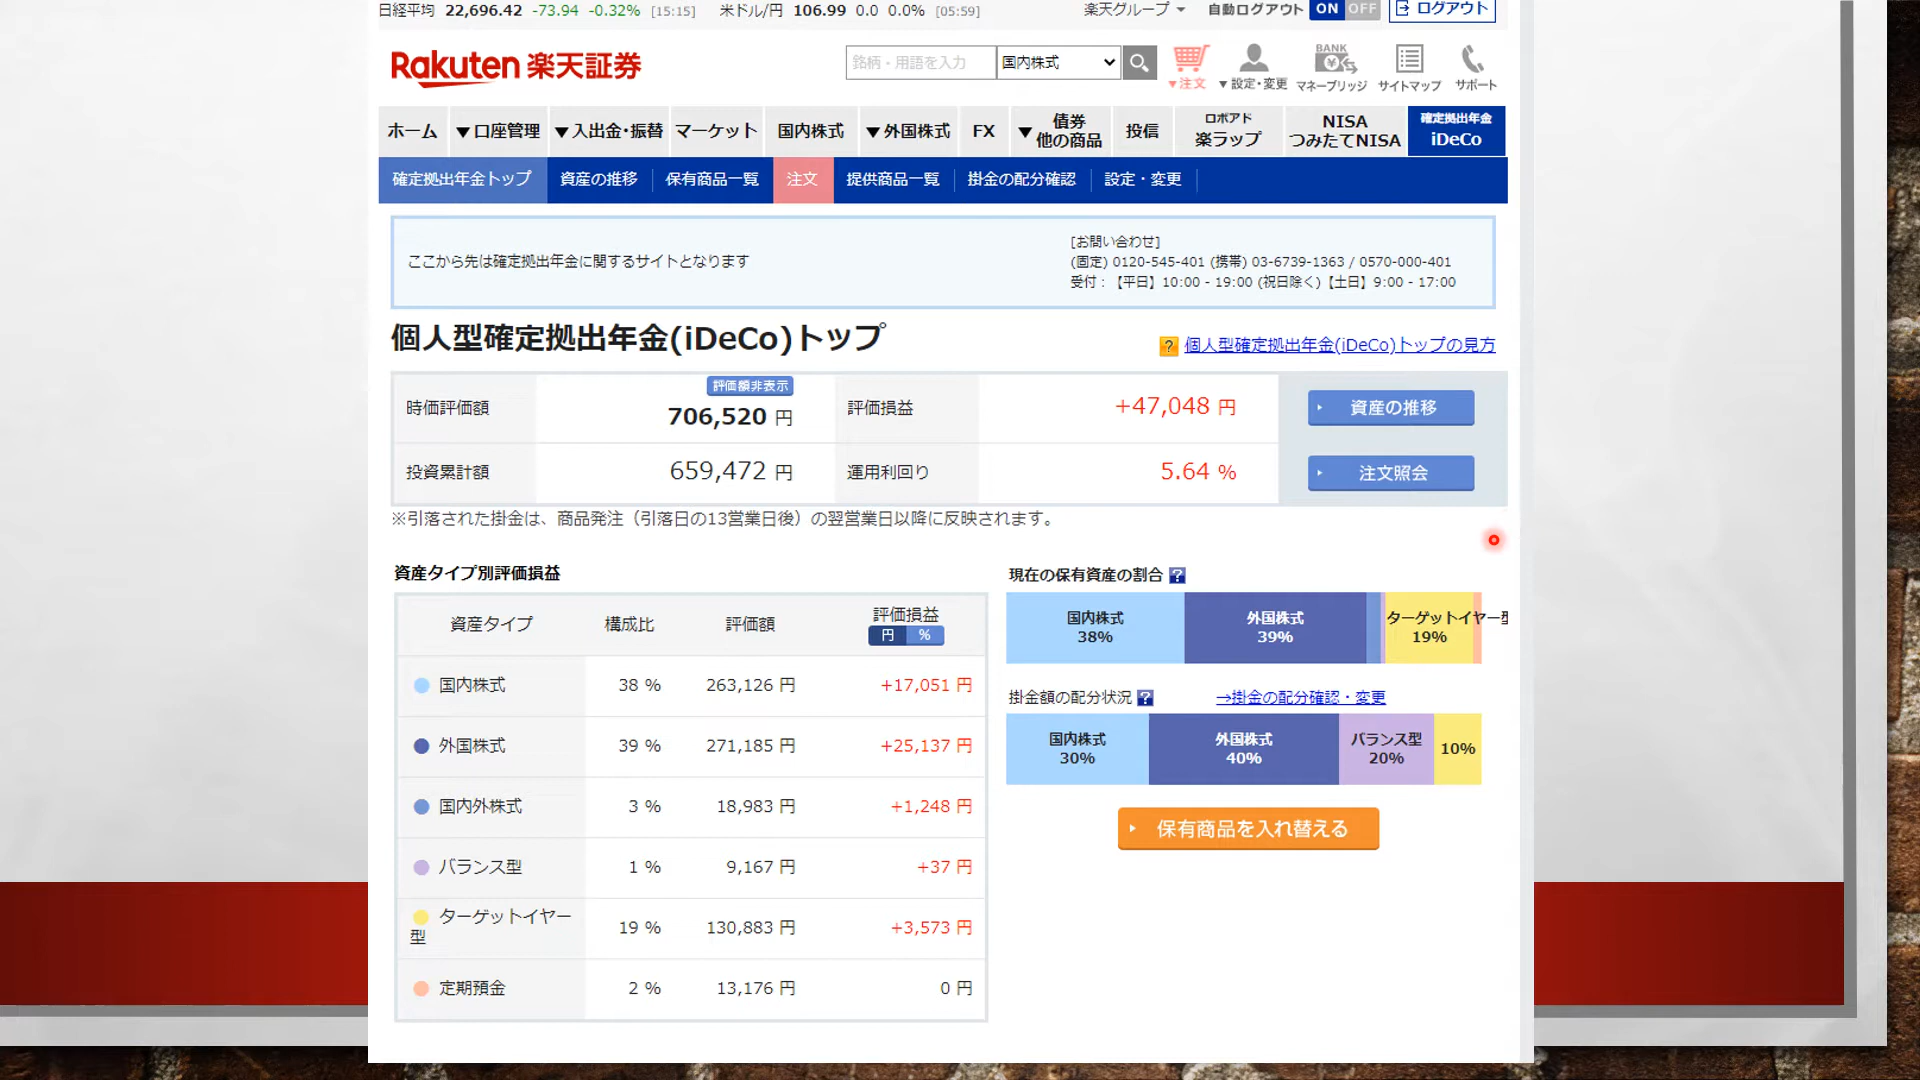 日経平均 22,696.42 -73.94 -0.32% [15:15] 米ドル/円 106.99 0.0 0.0% [05:59] 楽天グループ 自動ログアウト ON OFF ログアウト
Rakuten 楽天証券
銘柄・用語を入力 国内株式
▼注文 ▼設定・変更 BANK マネーブリッジ サイトマップ サポート
ホーム ▼口座管理 ▼入出金・振替 マーケット 国内株式 ▼外国株式 FX ▼債券 他の商品 投信 ロボアド 楽ラップ NISA つみたてNISA 確定拠出年金 iDeCo
確定拠出年金トップ 資産の推移 保有商品一覧 注文 提供商品一覧 掛金の配分確認 設定・変更
ここから先は確定拠出年金に関するサイトとなります
[お問い合わせ]
(固定) 0120-545-401 (携帯) 03-6739-1363 / 0570-000-401
受付：【平日】10:00 - 19:00 (祝日除く)【土日】9:00 - 17:00
個人型確定拠出年金(iDeCo)トップ
? 個人型確定拠出年金(iDeCo)トップの見方
時価評価額 評価額非表示 706,520 円 評価損益 +47,048 円 資産の推移
投資累計額 659,472 円 運用利回り 5.64 % 注文照会
※引落された掛金は、商品発注（引落日の13営業日後）の翌営業日以降に反映されます。
資産タイプ別評価損益
資産タイプ 構成比 評価額 評価損益 円 %
国内株式 38 % 263,126 円 +17,051 円
外国株式 39 % 271,185 円 +25,137 円
国内外株式 3 % 18,983 円 +1,248 円
バランス型 1 % 9,167 円 +37 円
ターゲットイヤー型 19 % 130,883 円 +3,573 円
定期預金 2 % 13,176 円 0 円
現在の保有資産の割合 ?
国内株式 38% 外国株式 39% ターゲットイヤー型 19%
掛金額の配分状況 ? →掛金の配分確認・変更
国内株式 30% 外国株式 40% バランス型 20% 10%
保有商品を入れ替える